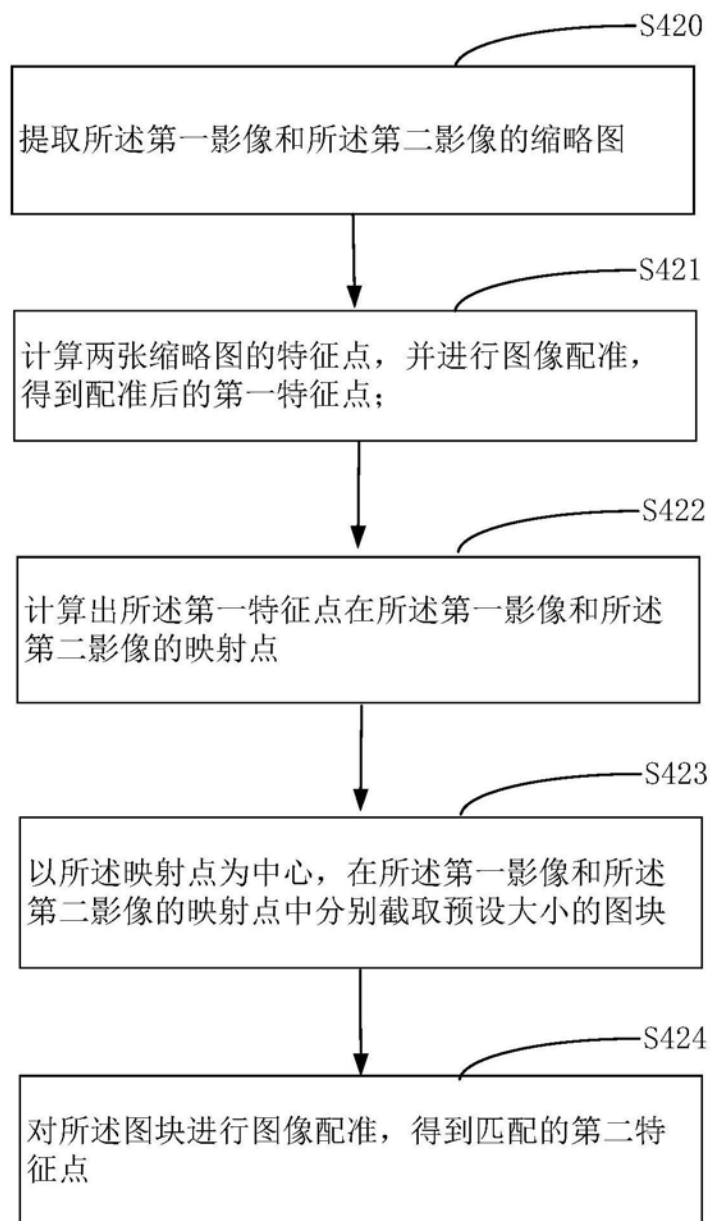 S420
提取所述第一影像和所述第二影像的缩略图
S421
计算两张缩略图的特征点，并进行图像配准，
得到配准后的第一特征点；
S422
计算出所述第一特征点在所述第一影像和所述
第二影像的映射点
S423
以所述映射点为中心，在所述第一影像和所述
第二影像的映射点中分别截取预设大小的图块
S424
对所述图块进行图像配准，得到匹配的第二特
征点